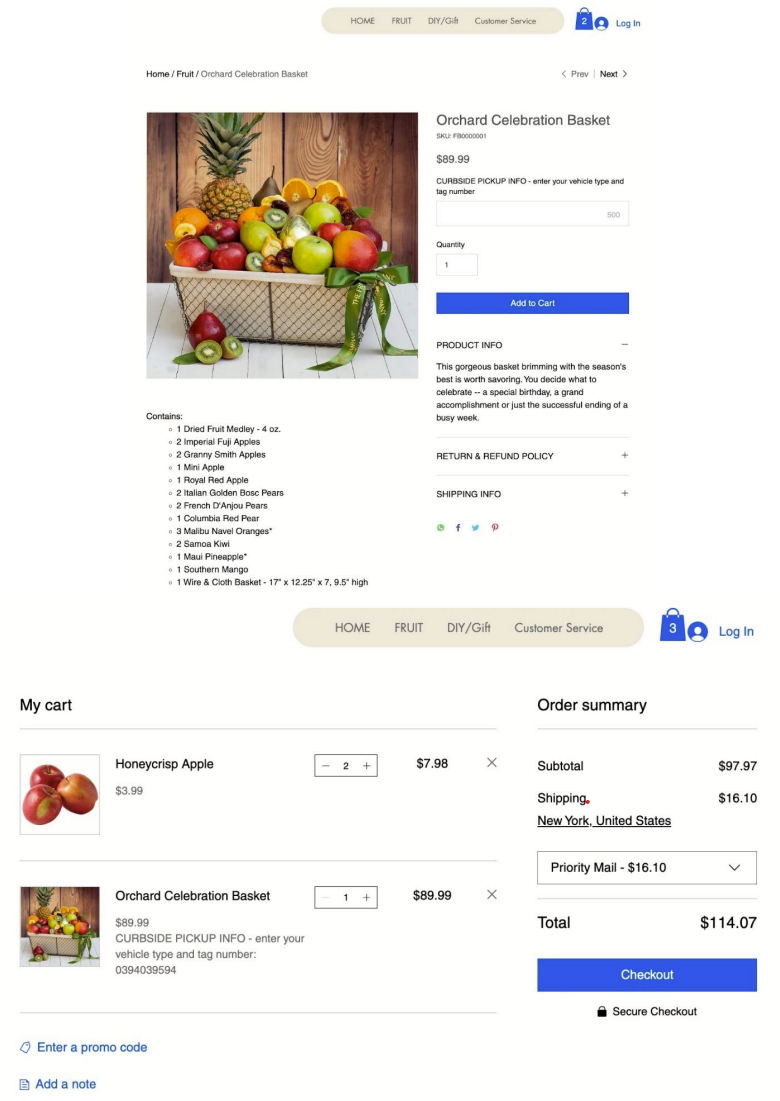 HOME FRUIT DIY/Gift Customer Service 2 Log In
Home / Fruit / Orchard Celebration Basket < Prev | Next >
Orchard Celebration Basket
SKU: FB0000001
$89.99
CURBSIDE PICKUP INFO - enter your vehicle type and
tag number
500
Quantity
1
Add to Cart
PRODUCT INFO −
This gorgeous basket brimming with the season's
best is worth savoring. You decide what to
celebrate -- a special birthday, a grand
accomplishment or just the successful ending of a
busy week.
RETURN & REFUND POLICY +
SHIPPING INFO +
Contains:
1 Dried Fruit Medley - 4 oz.
2 Imperial Fuji Apples
2 Granny Smith Apples
1 Mini Apple
1 Royal Red Apple
2 Italian Golden Bosc Pears
2 French D'Anjou Pears
1 Columbia Red Pear
3 Malibu Navel Oranges*
2 Samoa Kiwi
1 Maui Pineapple*
1 Southern Mango
1 Wire & Cloth Basket - 17" x 12.25" x 7, 9.5" high
HOME FRUIT DIY/Gift Customer Service 3 Log In
My cart
Honeycrisp Apple − 2 + $7.98 ×
$3.99
Orchard Celebration Basket − 1 + $89.99 ×
$89.99
CURBSIDE PICKUP INFO - enter your
vehicle type and tag number:
0394039594
Enter a promo code
Add a note
Order summary
Subtotal $97.97
Shipping $16.10
New York, United States
Priority Mail - $16.10
Total $114.07
Checkout
Secure Checkout